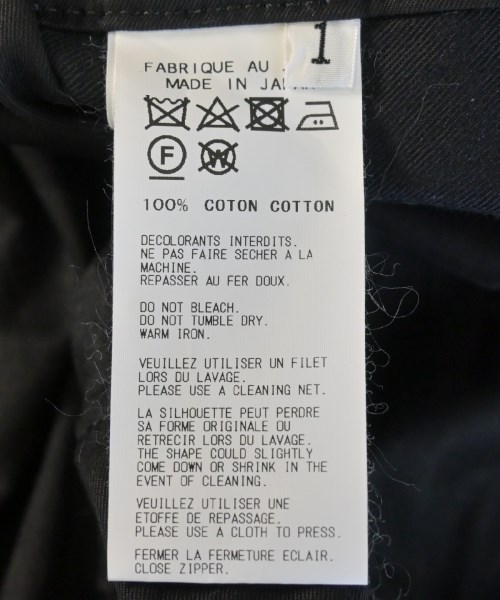 1
FABRIQUE AU
MADE IN
F W
100% COTON COTTON
DECOLORANTS INTERDITS.
NE PAS FAIRE SECHER A LA
MACHINE.
REPASSER AU FER DOUX.
DO NOT BLEACH.
DO NOT TUMBLE DRY.
WARM IRON.
VEUILLEZ UTILISER UN FILET
LORS DU LAVAGE.
PLEASE USE A CLEANING NET.
LA SILHOUETTE PEUT PERDRE
SA FORME ORIGINALE OU
RETRECIR LORS DU LAVAGE.
THE SHAPE COULD SLIGHTLY
COME DOWN OR SHRINK IN THE
EVENT OF CLEANING.
VEUILLEZ UTILISER UNE
ETOFFE DE REPASSAGE.
PLEASE USE A CLOTH TO PRESS.
FERMER LA FERMETURE ECLAIR.
CLOSE ZIPPER.